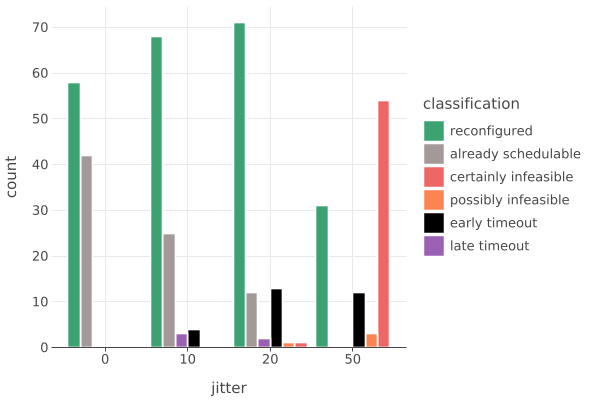 70
60
50
40
30
20
10
0
count
0 10 20 50
jitter
classification
reconfigured
already schedulable
certainly infeasible
possibly infeasible
early timeout
late timeout